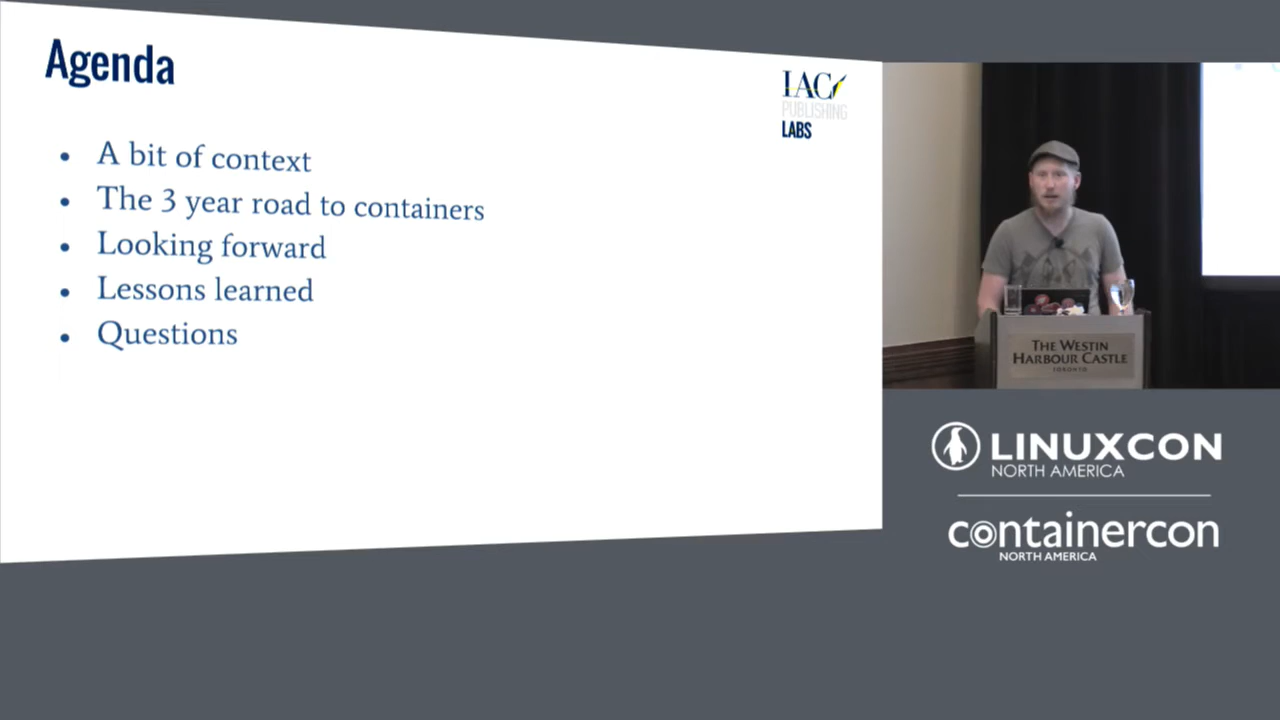 Agenda
IAC
PUBLISHING
LABS
• A bit of context
• The 3 year road to containers
• Looking forward
• Lessons learned
• Questions
THE WESTIN
HARBOUR CASTLE
TORONTO
LINUXCON
NORTH AMERICA
containercon
NORTH AMERICA